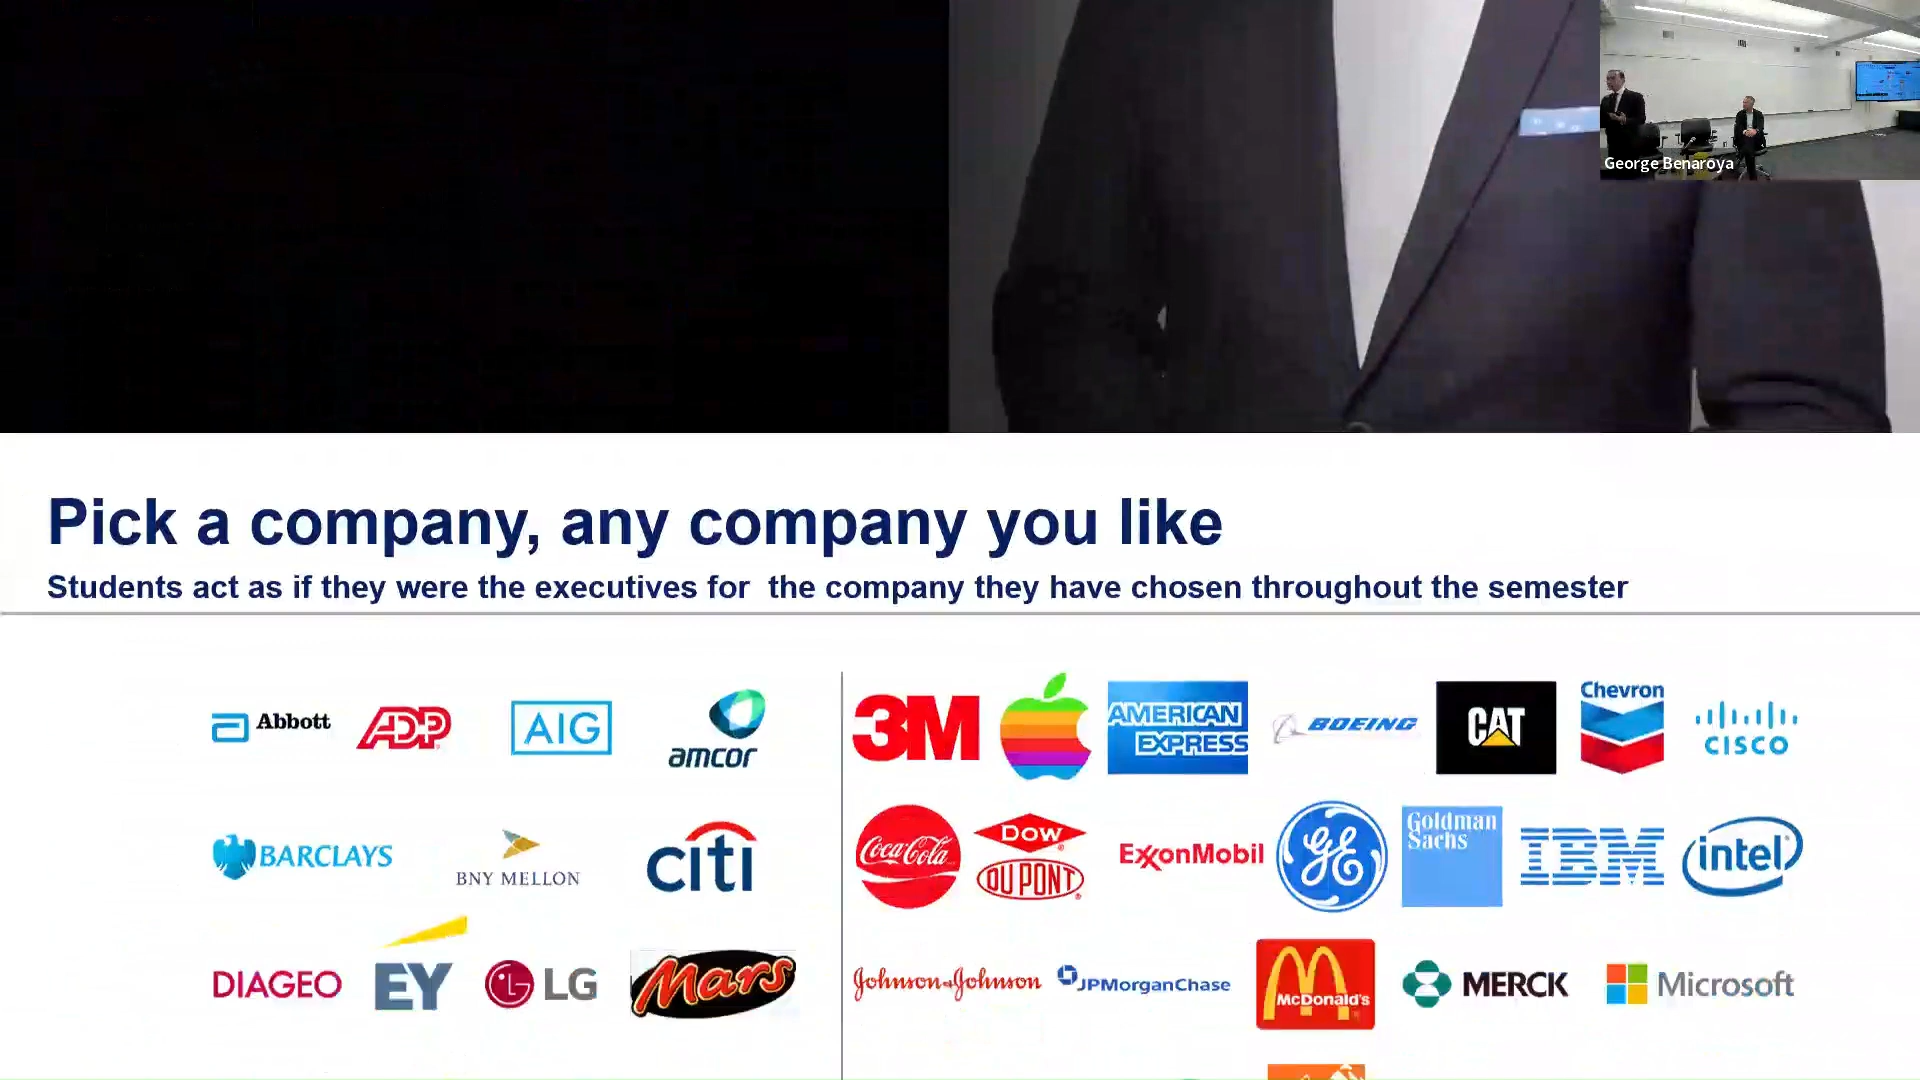 George Benaroya
Pick a company, any company you like
Students act as if they were the executives for  the company they have chosen throughout the semester
Abbott
ADP
AIG
amcor
3M
AMERICAN
EXPRESS
BOEING
CAT
Chevron
CISCO
BARCLAYS
BNY MELLON
citi
Coca-Cola
DOW
DU PONT
ExxonMobil
GE
Goldman
Sachs
IBM
intel
DIAGEO
EY
LG
Mars
Johnson & Johnson
JPMorganChase
McDonald's
MERCK
Microsoft